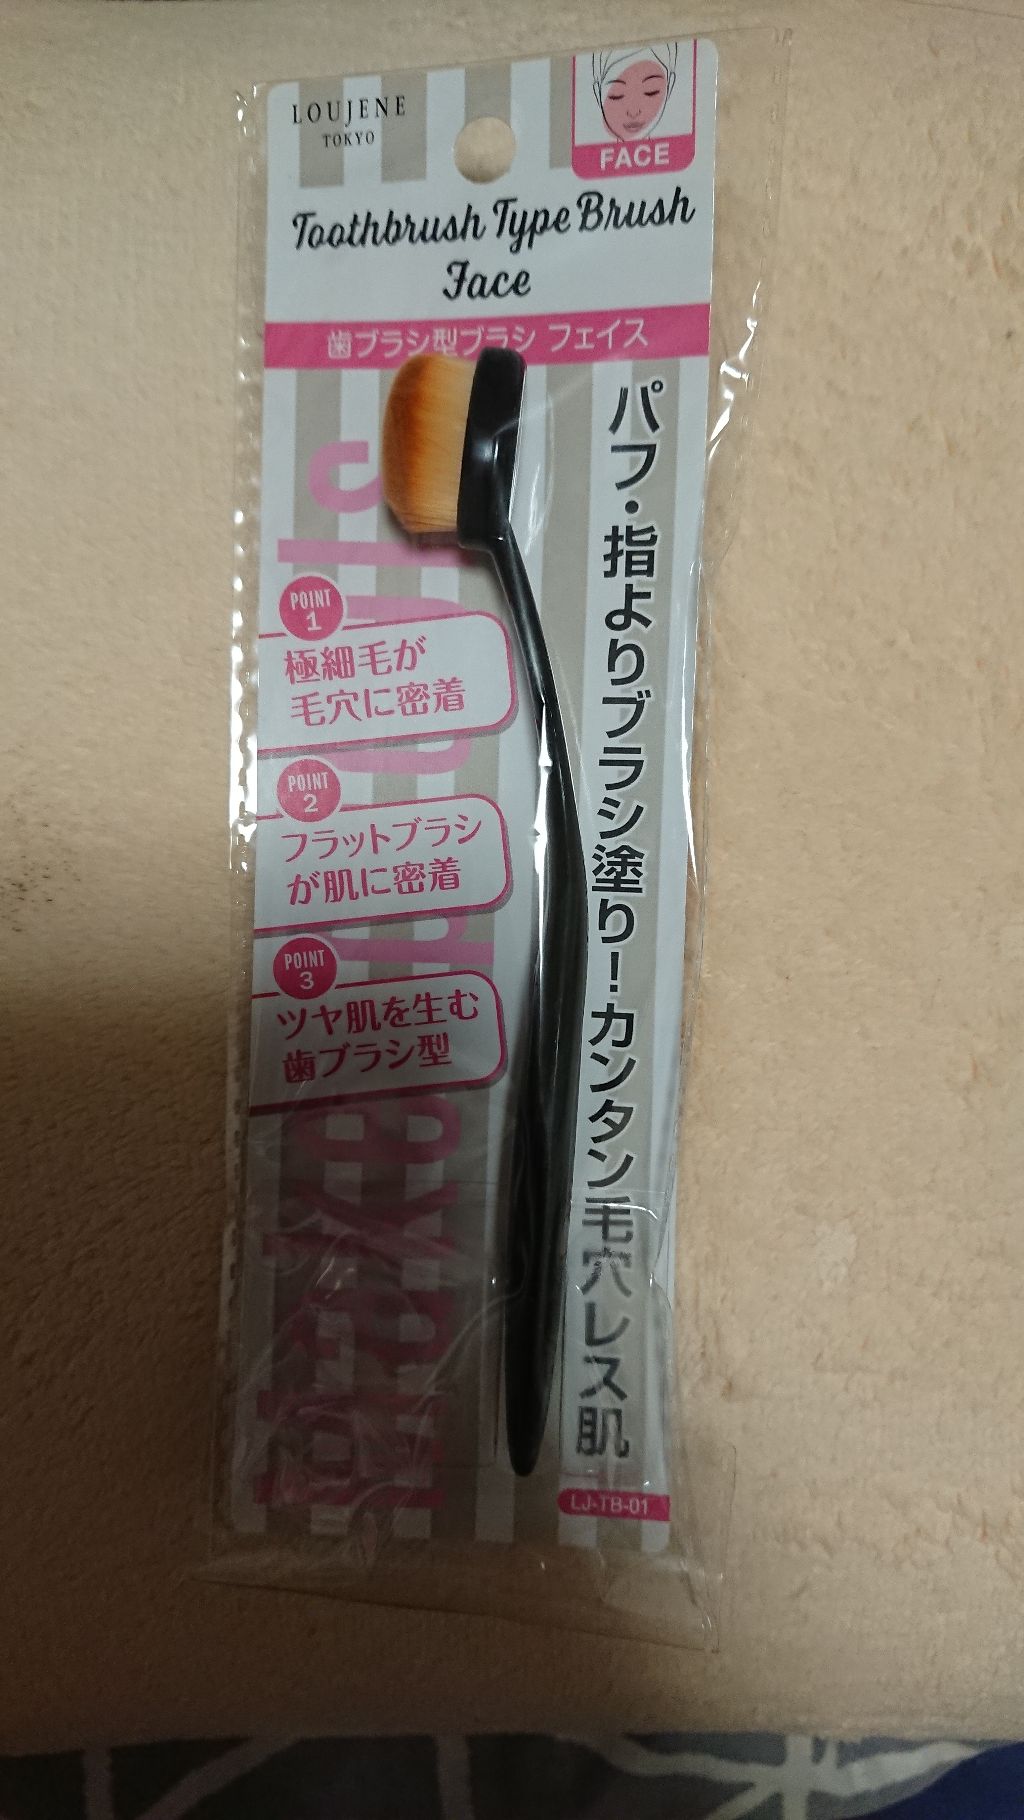 LOUJENE
TOKYO
FACE
Toothbrush Type Brush
Face
歯ブラシ型ブラシ フェイス
パフ・指よりブラシ塗り!カンタン毛穴レス肌
POINT
1
極細毛が
毛穴に密着
POINT
2
フラットブラシ
が肌に密着
POINT
3
ツヤ肌を生む
歯ブラシ型
LJ-TB-01